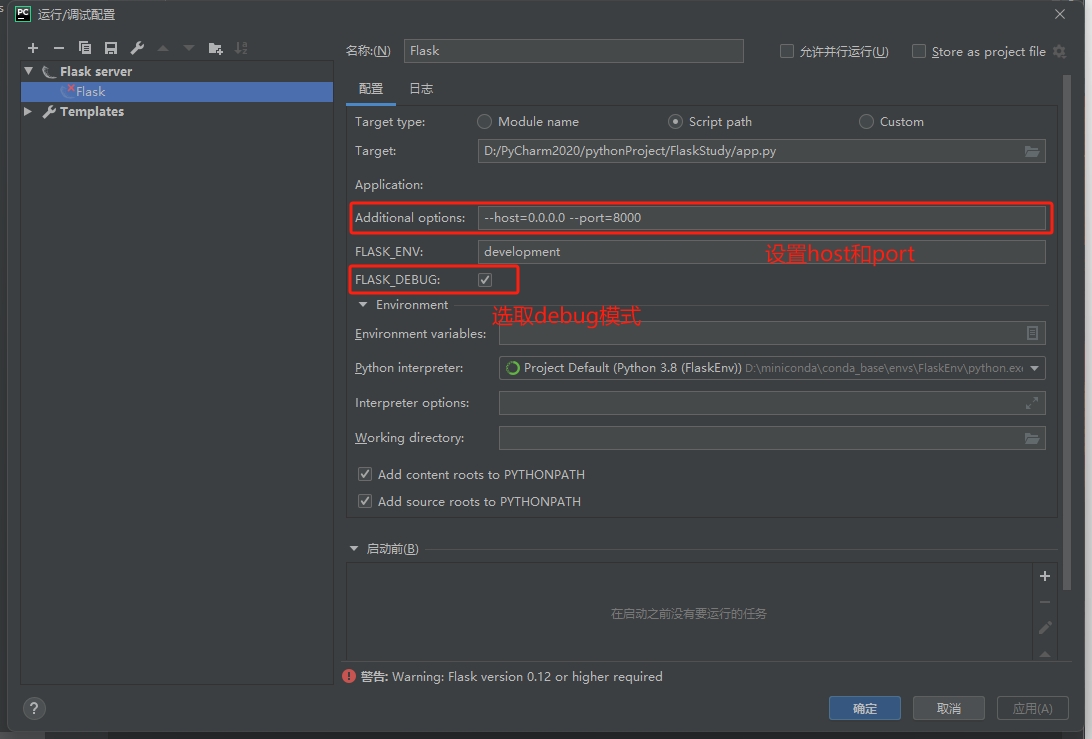 PC 运行/调试配置
名称:(N) Flask 允许并行运行(U) Store as project file
Flask server
Flask
Templates
配置 日志
Target type: Module name Script path Custom
Target: D:/PyCharm2020/pythonProject/FlaskStudy/app.py
Application:
Additional options: --host=0.0.0.0 --port=8000
FLASK_ENV: development
设置host和port
FLASK_DEBUG:
Environment
选取debug模式
Environment variables:
Python interpreter: Project Default (Python 3.8 (FlaskEnv)) D:\miniconda\conda_base\envs\FlaskEnv\python.exe
Interpreter options:
Working directory:
Add content roots to PYTHONPATH
Add source roots to PYTHONPATH
启动前(B)
在启动之前没有要运行的任务
警告: Warning: Flask version 0.12 or higher required
? 确定 取消 应用(A)